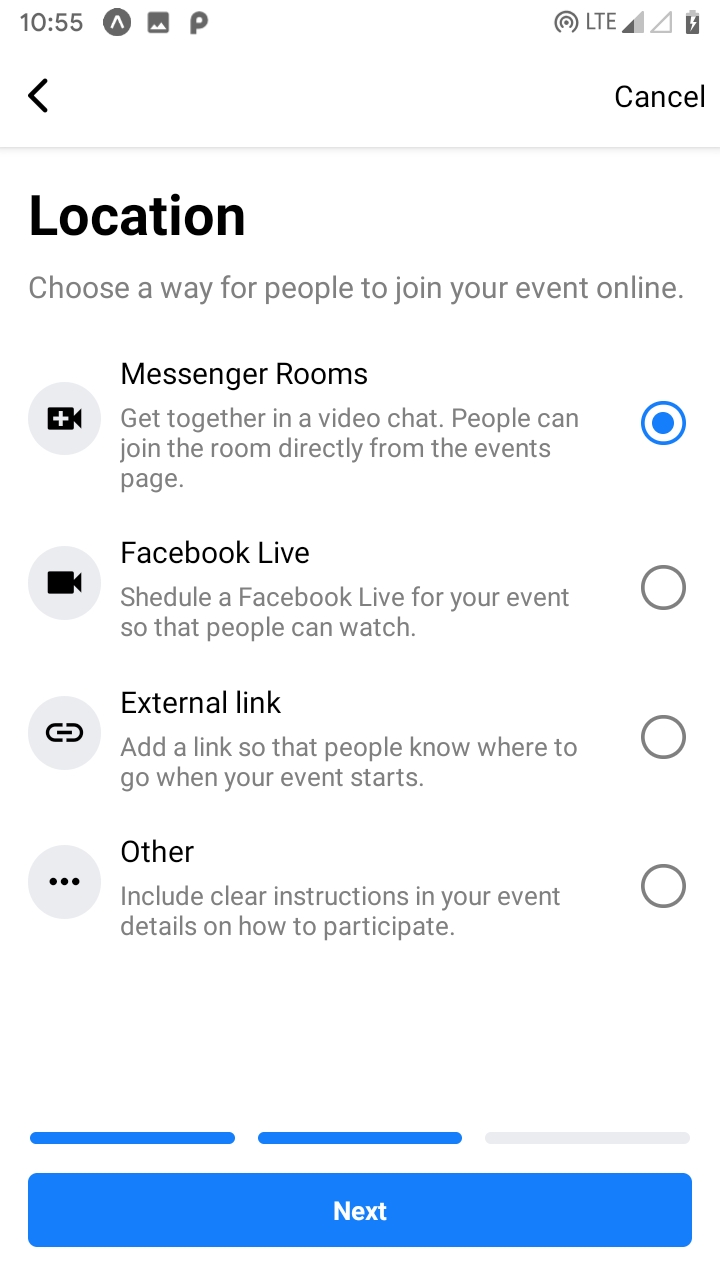 10:55
LTE
Cancel
Location
Choose a way for people to join your event online.
Messenger Rooms
Get together in a video chat. People can
join the room directly from the events
page.
Facebook Live
Shedule a Facebook Live for your event
so that people can watch.
External link
Add a link so that people know where to
go when your event starts.
Other
Include clear instructions in your event
details on how to participate.
Next